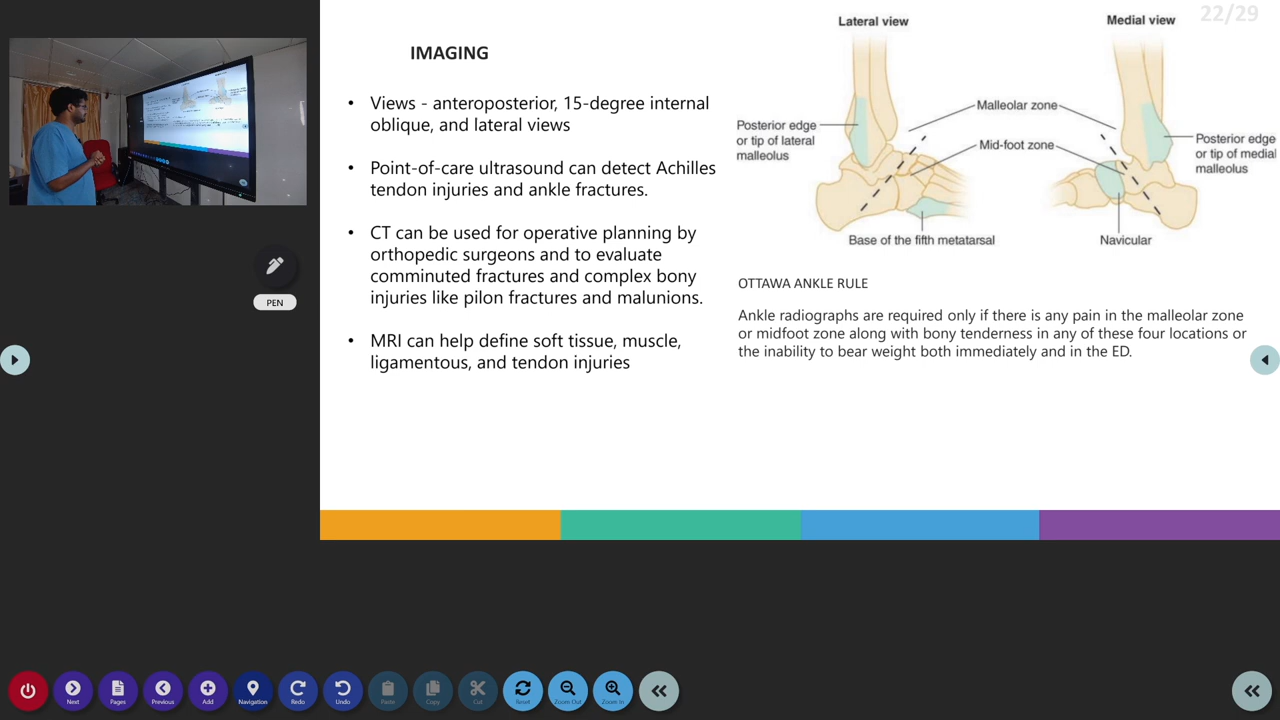 22/29
IMAGING
• Views - anteroposterior, 15-degree internal
oblique, and lateral views
• Point-of-care ultrasound can detect Achilles
tendon injuries and ankle fractures.
• CT can be used for operative planning by
orthopedic surgeons and to evaluate
comminuted fractures and complex bony
injuries like pilon fractures and malunions.
• MRI can help define soft tissue, muscle,
ligamentous, and tendon injuries
Lateral view
Medial view
Malleolar zone
Mid-foot zone
Posterior edge
or tip of lateral
malleolus
Posterior edge
or tip of medial
malleolus
Base of the fifth metatarsal
Navicular
OTTAWA ANKLE RULE
Ankle radiographs are required only if there is any pain in the malleolar zone
or midfoot zone along with bony tenderness in any of these four locations or
the inability to bear weight both immediately and in the ED.
PEN
Next
Pages
Previous
Add
Navigation
Redo
Undo
Paste
Copy
Cut
Reset
Zoom Out
Zoom In